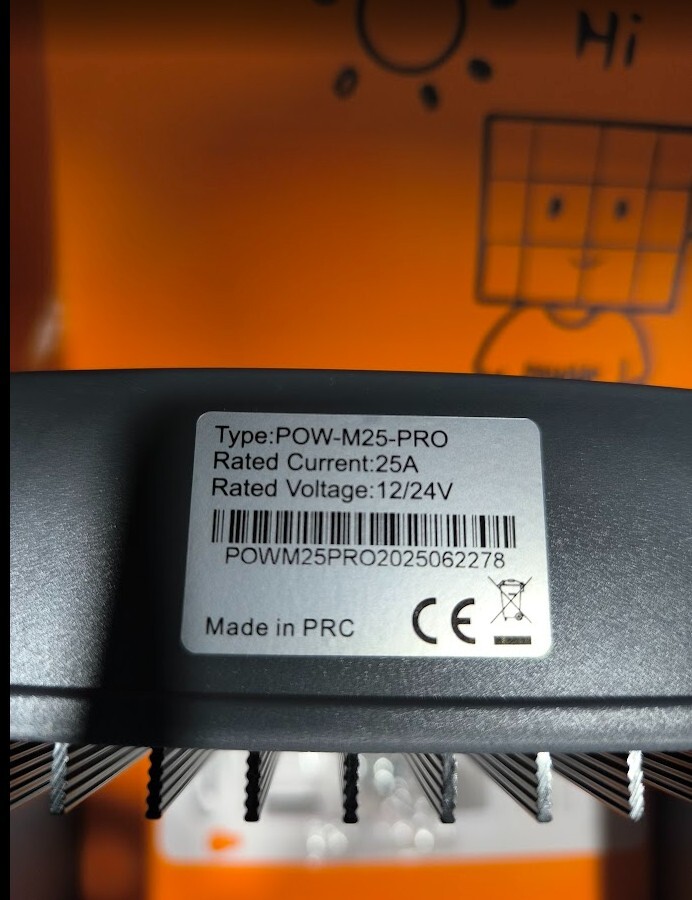 Hi
Type:POW-M25-PRO
Rated Current:25A
Rated Voltage:12/24V
POWM25PRO2025062278
Made in PRC
CE